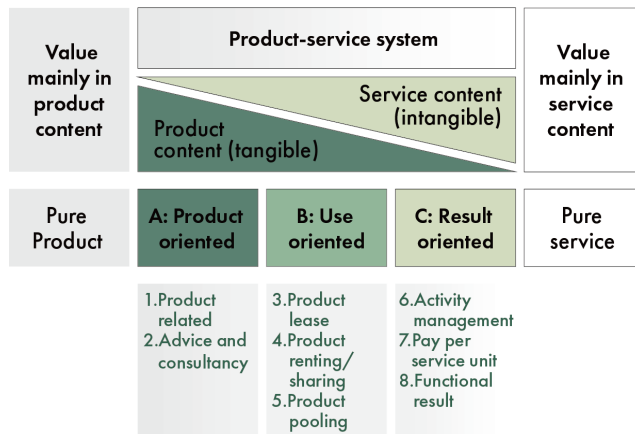 Value
mainly in
product
content
Product-service system
Service content
(intangible)
Product
content (tangible)
Value
mainly in
service
content
Pure
Product
A: Product
oriented
B: Use
oriented
C: Result
oriented
Pure
service
1.Product
related
2.Advice and
consultancy
3.Product
lease
4.Product
renting/
sharing
5.Product
pooling
6.Activity
management
7.Pay per
service unit
8.Functional
result